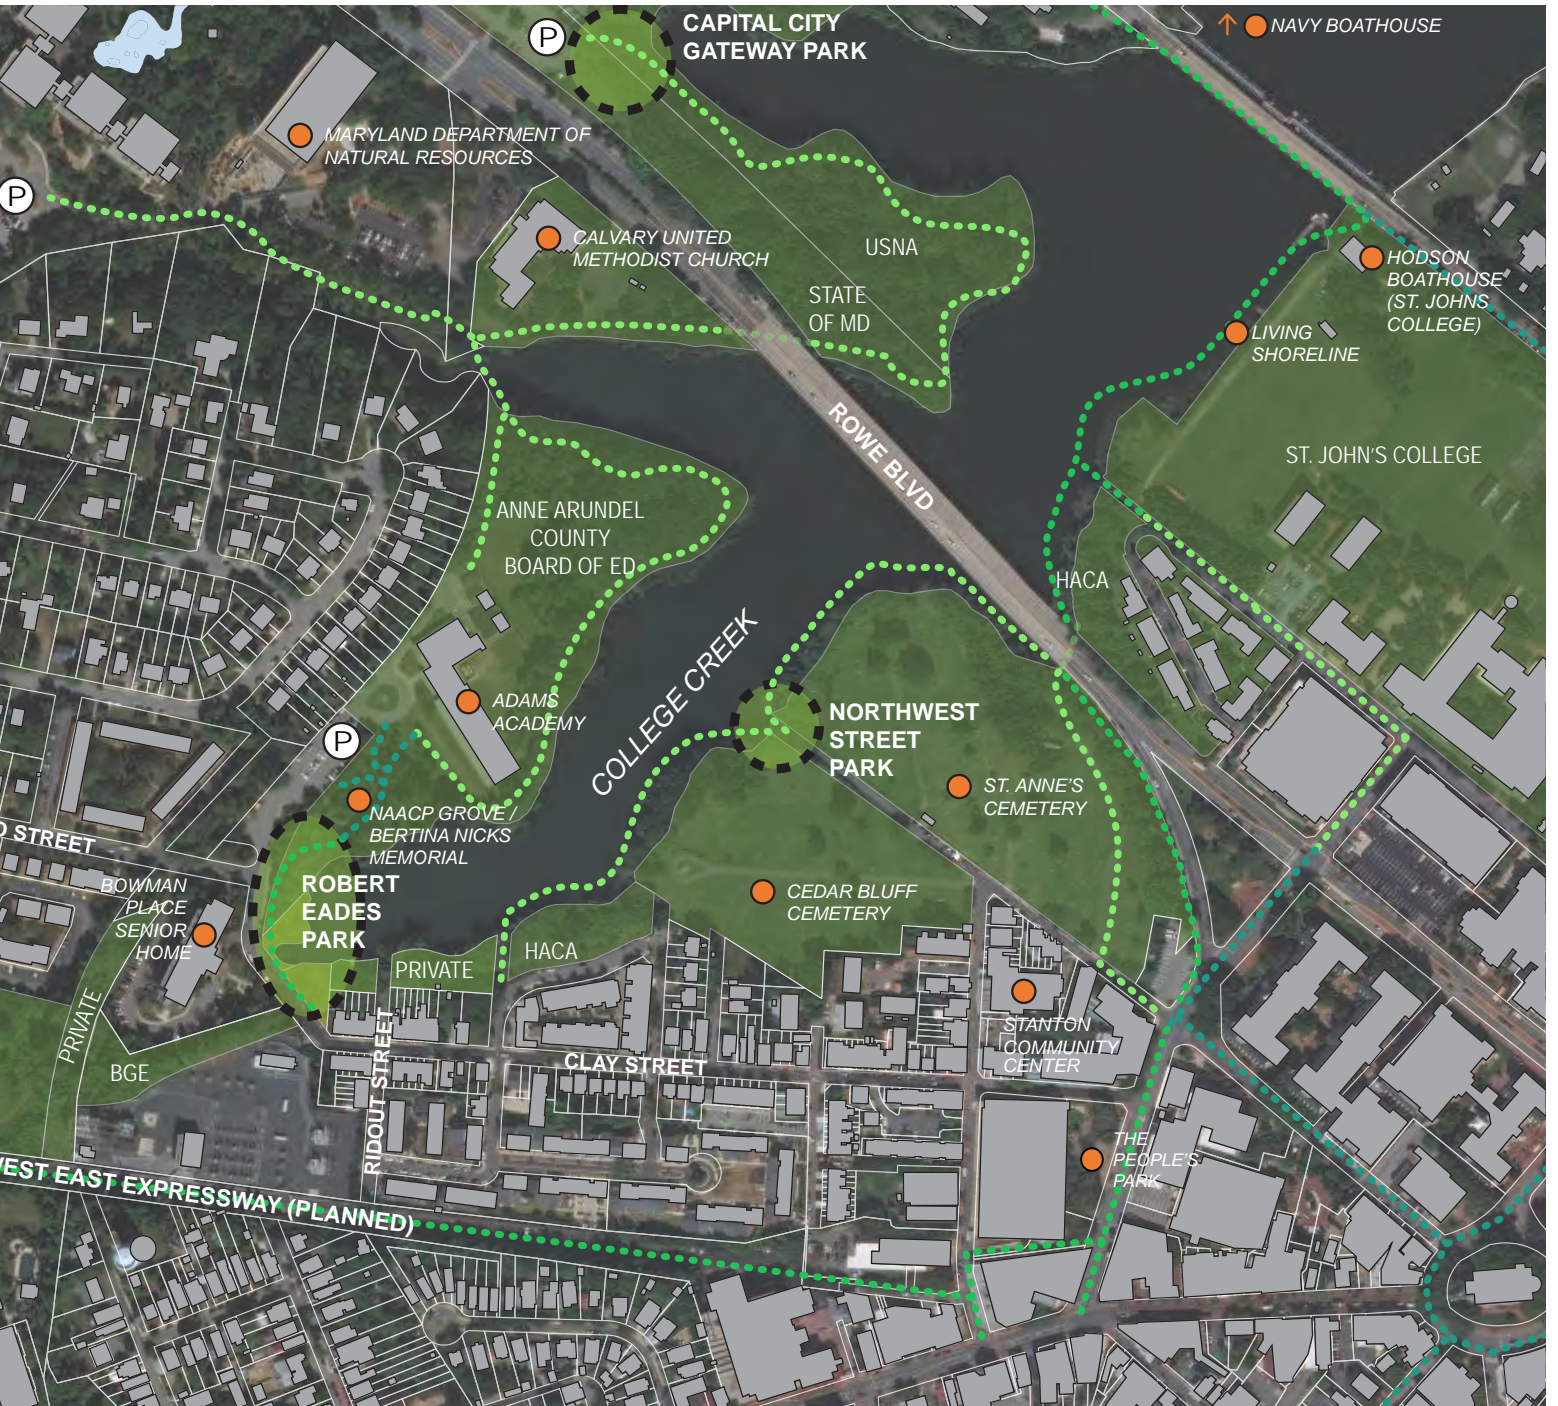 CAPITAL CITY
GATEWAY PARK
P
NAVY BOATHOUSE
MARYLAND DEPARTMENT OF
NATURAL RESOURCES
P
CALVARY UNITED
METHODIST CHURCH
USNA
STATE
OF MD
HODSON
BOATHOUSE
(ST. JOHNS
COLLEGE)
LIVING
SHORELINE
ROWE BLVD
ST. JOHN'S COLLEGE
ANNE ARUNDEL
COUNTY
BOARD OF ED
HACA
COLLEGE CREEK
ADAMS
ACADEMY
NORTHWEST
STREET
PARK
P
ST. ANNE'S
CEMETERY
NAACP GROVE /
BERTINA NICKS
MEMORIAL
STREET
ROBERT
EADES
PARK
BOWMAN
PLACE
SENIOR
HOME
CEDAR BLUFF
CEMETERY
HACA
PRIVATE
PRIVATE
BGE
RIDOUT STREET
CLAY STREET
STANTON
COMMUNITY
CENTER
THE
PEOPLE'S
PARK
WEST EAST EXPRESSWAY (PLANNED)